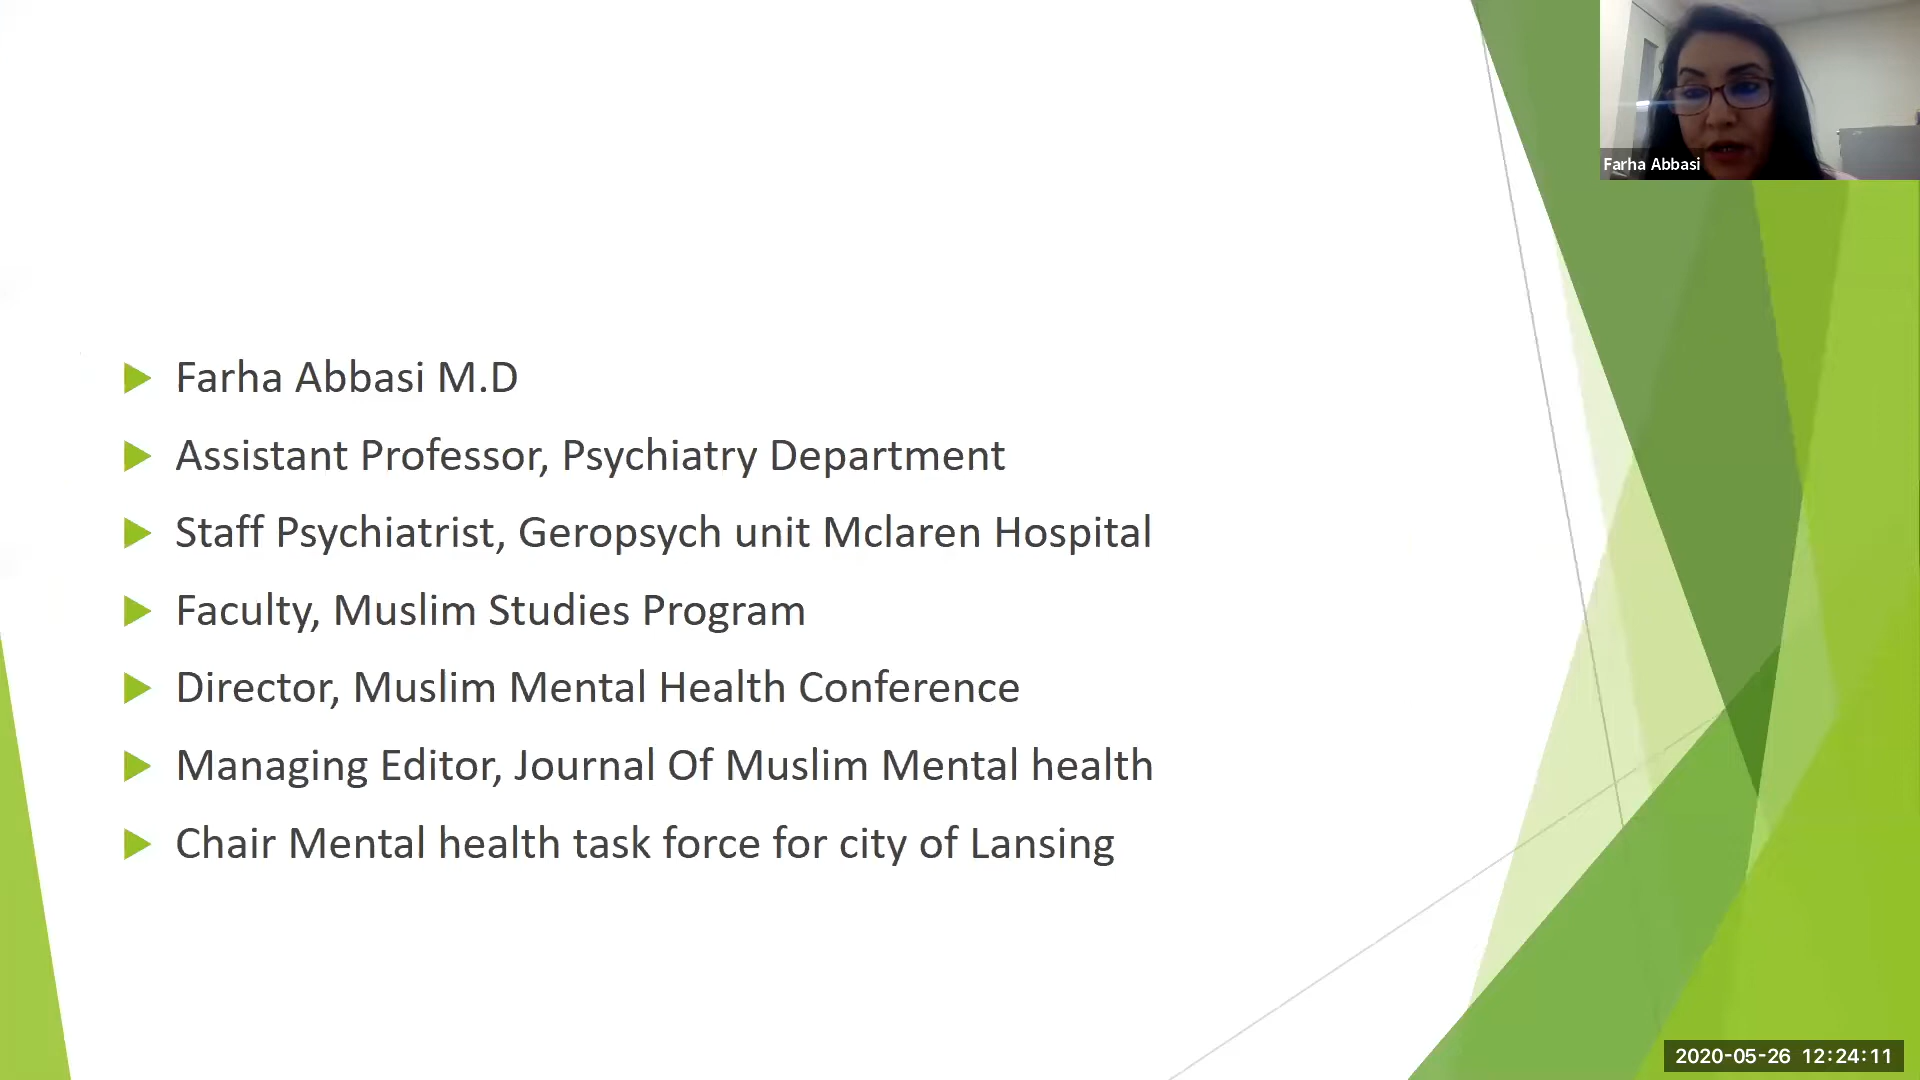 Farha Abbasi
Farha Abbasi M.D
Assistant Professor, Psychiatry Department
Staff Psychiatrist, Geropsych unit Mclaren Hospital
Faculty, Muslim Studies Program
Director, Muslim Mental Health Conference
Managing Editor, Journal Of Muslim Mental health
Chair Mental health task force for city of Lansing
2020-05-26 12:24:11